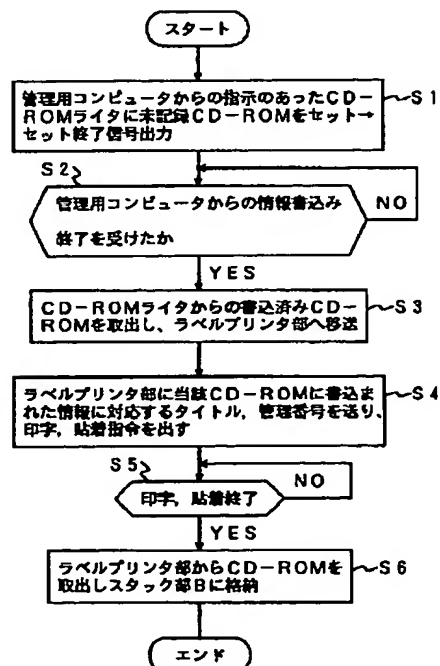 スタート
管理用コンピュータからの指示のあったCD-
ROMライタに未記録CD-ROMをセット→
セット終了信号出力
S1
S2
管理用コンピュータからの情報書込み
終了を受けたか
NO
YES
CD-ROMライタからの書込済みCD-
ROMを取出し、ラベルプリンタ部へ移送
S3
ラベルプリンタ部に当該CD-ROMに書込ま
れた情報に対応するタイトル,管理番号を送り、
印字,貼着指令を出す
S4
S5
印字,貼着終了
NO
YES
ラベルプリンタ部からCD-ROMを
取出しスタック部Bに格納
S6
エンド